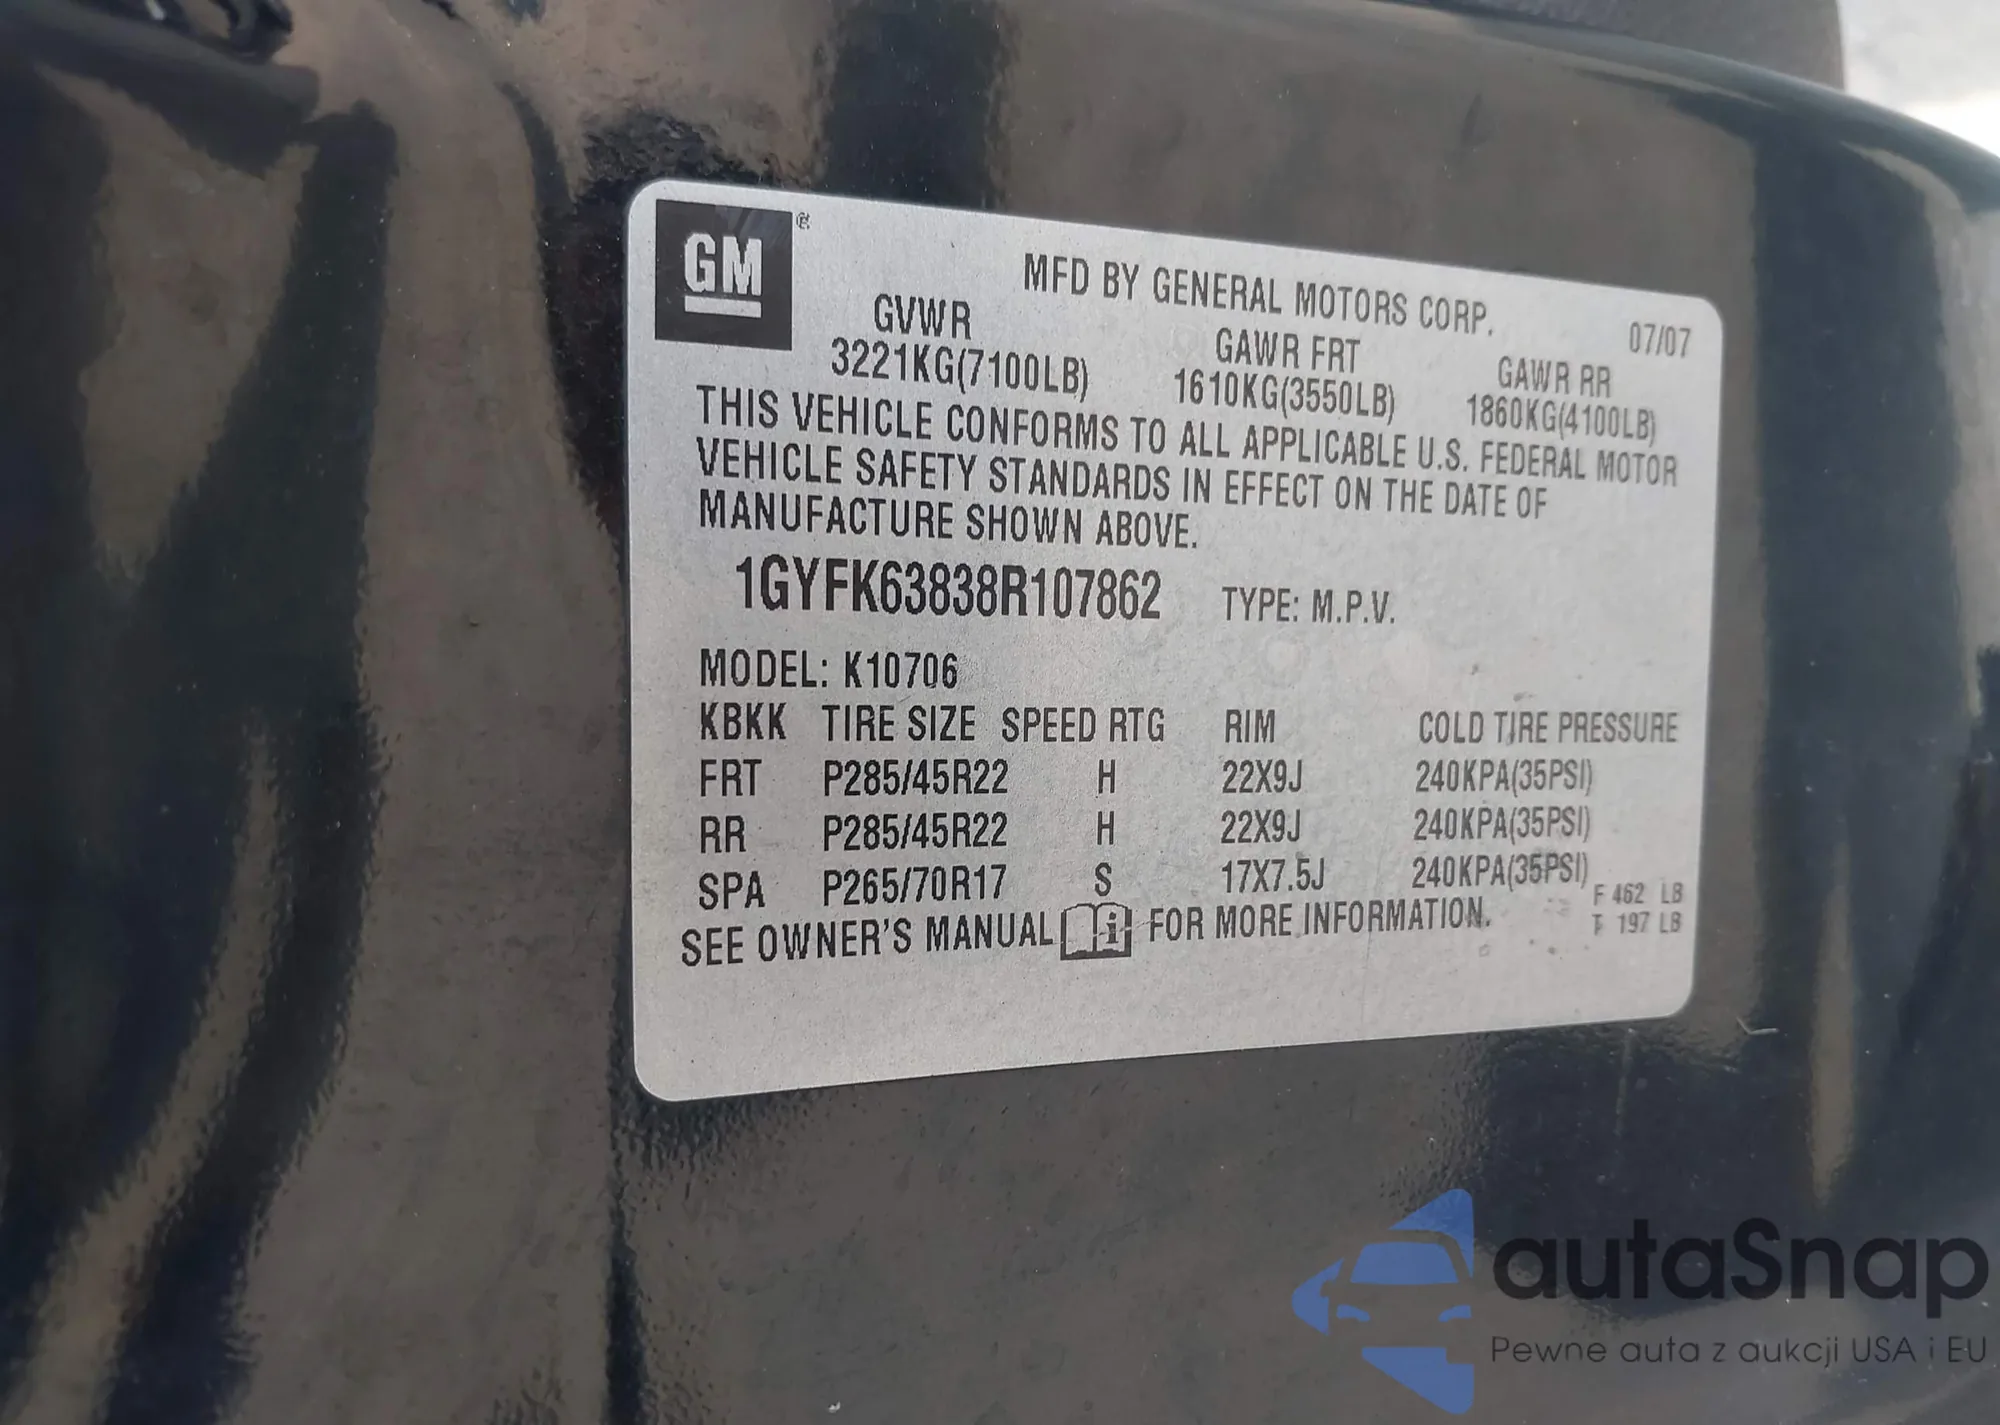 GM
MFD BY GENERAL MOTORS CORP.
07/07
GVWR GAWR FRT GAWR RR
3221KG(7100LB) 1610KG(3550LB) 1860KG(4100LB)
THIS VEHICLE CONFORMS TO ALL APPLICABLE U.S. FEDERAL MOTOR
VEHICLE SAFETY STANDARDS IN EFFECT ON THE DATE OF
MANUFACTURE SHOWN ABOVE.
1GYFK63838R107862 TYPE: M.P.V.
MODEL: K10706
KBKK TIRE SIZE SPEED RTG RIM COLD TIRE PRESSURE
FRT P285/45R22 H 22X9J 240KPA(35PSI)
RR P285/45R22 H 22X9J 240KPA(35PSI)
SPA P265/70R17 S 17X7.5J 240KPA(35PSI)
F 462 LB
T 197 LB
SEE OWNER'S MANUAL i FOR MORE INFORMATION.
autaSnap
Pewne auta z aukcji USA i EU